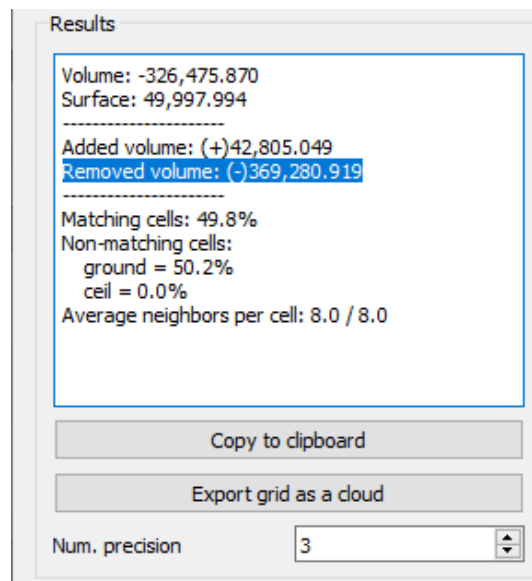 Results
Volume: -326,475.870
Surface: 49,997.994
----------------------
Added volume: (+)42,805.049
Removed volume: (-)369,280.919
----------------------
Matching cells: 49.8%
Non-matching cells:
ground = 50.2%
ceil = 0.0%
Average neighbors per cell: 8.0 / 8.0
Copy to clipboard
Export grid as a cloud
Num. precision 3